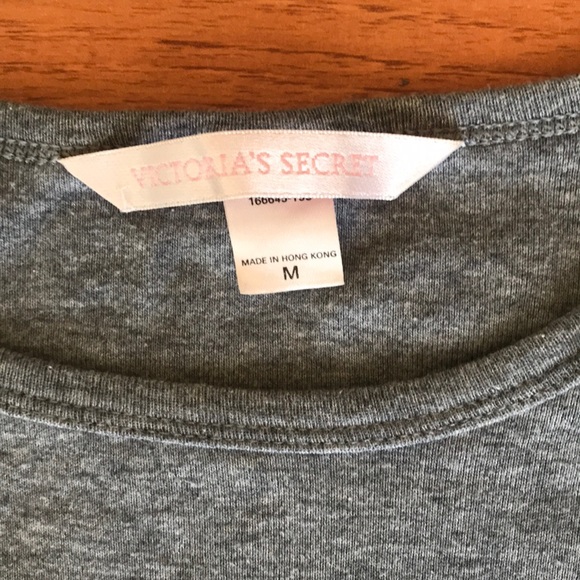 VICTORIA'S SECRET
MADE IN HONG KONG
M